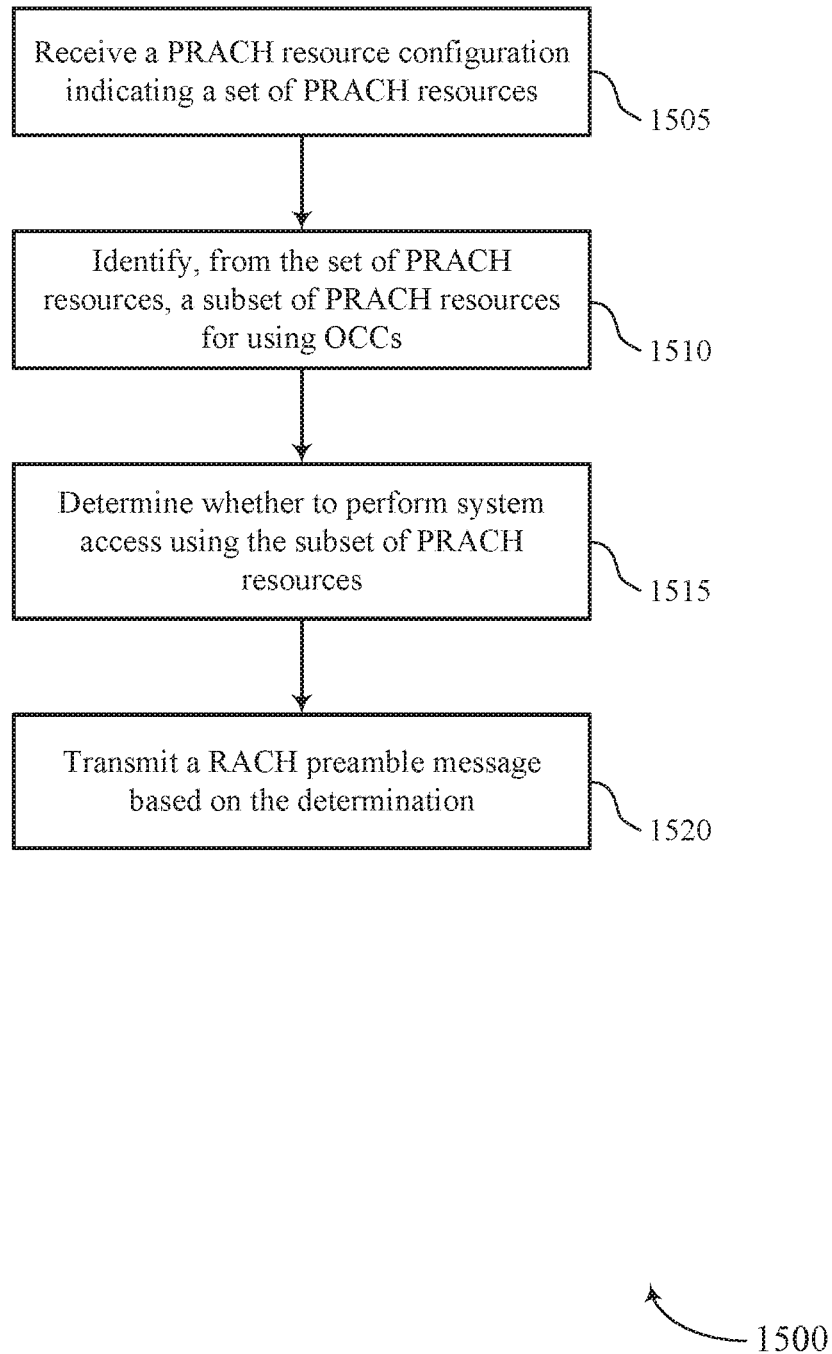 Receive a PRACH resource configuration
indicating a set of PRACH resources
1505
Identify, from the set of PRACH
resources, a subset of PRACH resources
for using OCCs
1510
Determine whether to perform system
access using the subset of PRACH
resources
1515
Transmit a RACH preamble message
based on the determination
1520
1500